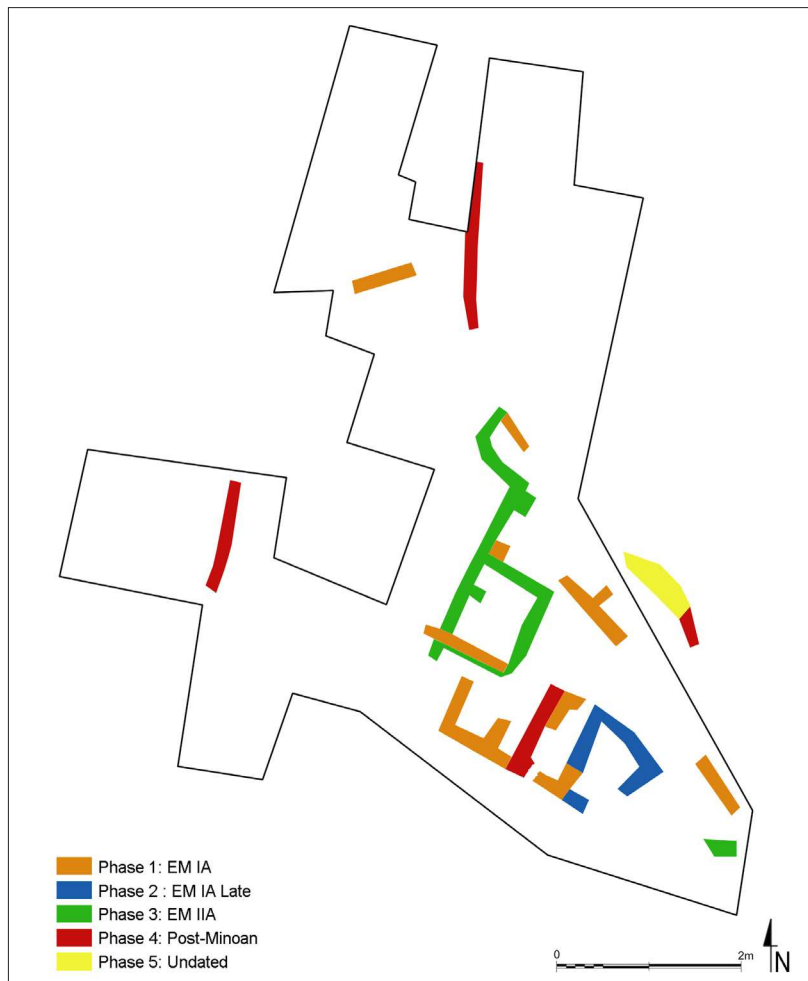 Phase 1: EM IA
Phase 2 : EM IA Late
Phase 3: EM IIA
Phase 4: Post-Minoan
Phase 5: Undated
0 2m
N